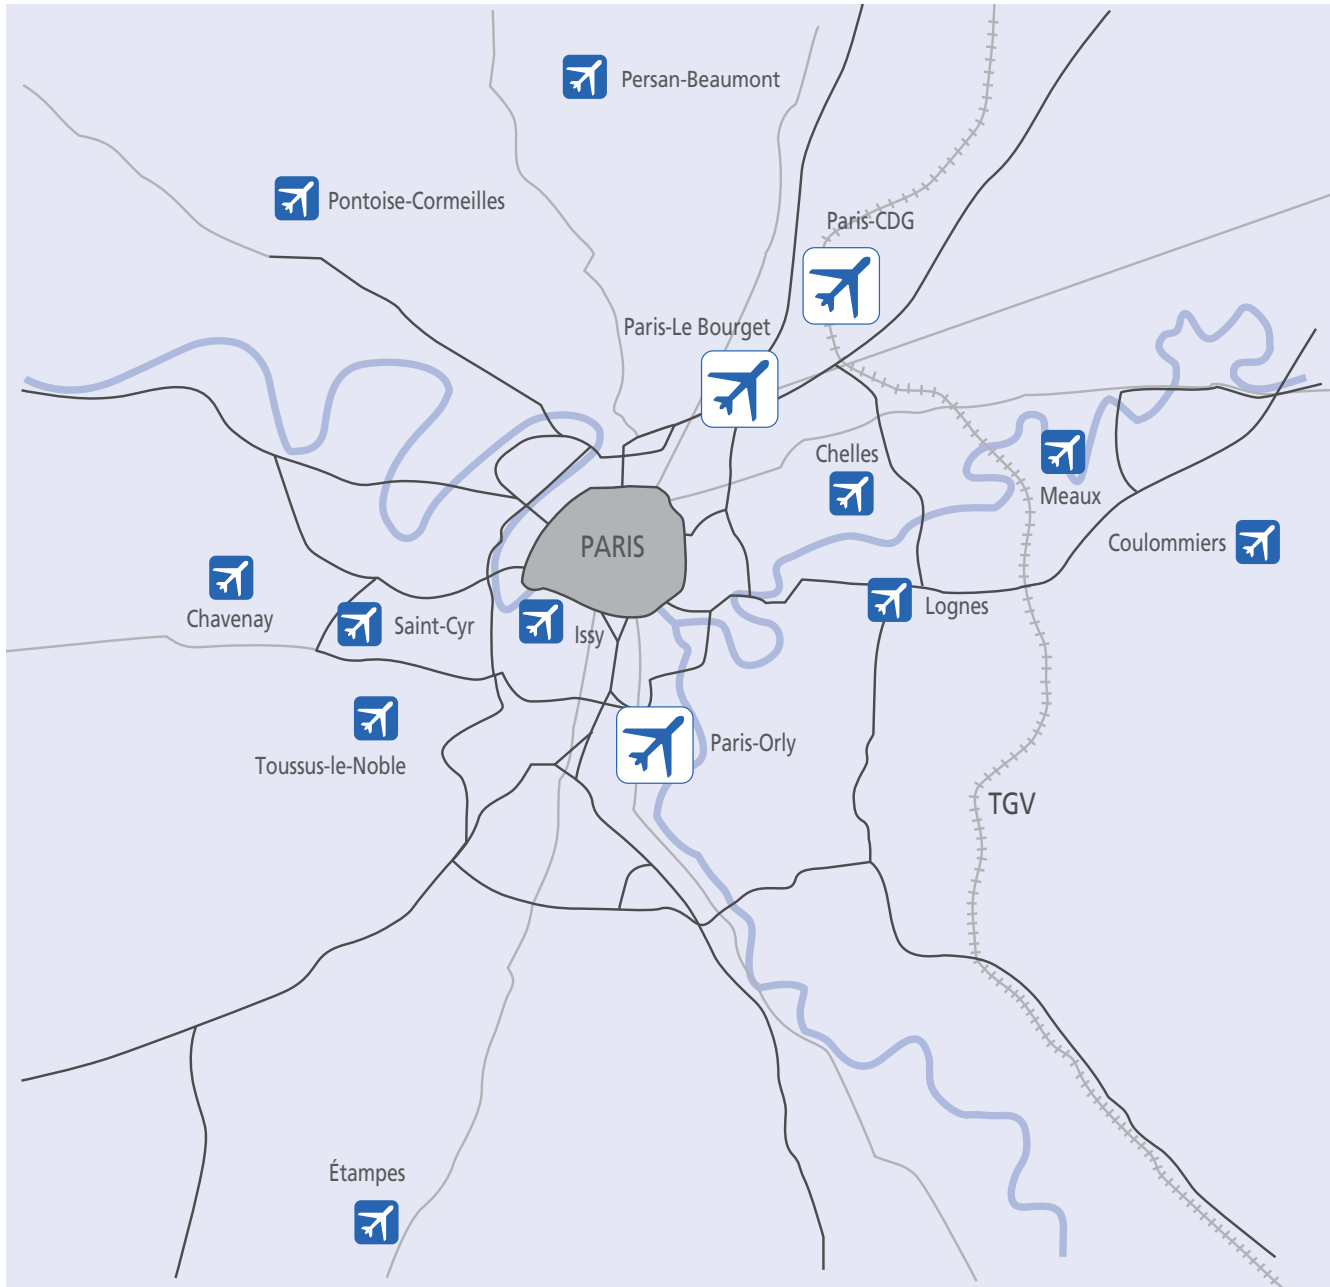 Persan-Beaumont
Pontoise-Cormeilles
Paris-CDG
Paris-Le Bourget
Chelles
Meaux
Coulommiers
PARIS
Chavenay
Saint-Cyr
Issy
Lognes
Toussus-le-Noble
Paris-Orly
TGV
Étampes